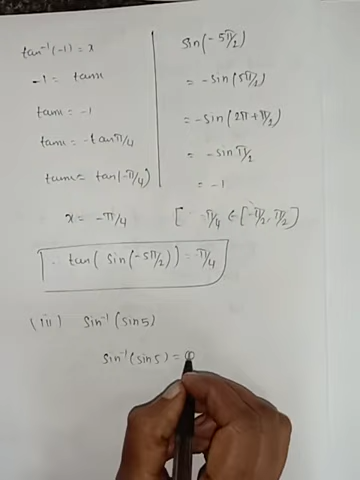 tan⁻¹(-1) = x
-1 = tanx
tanx = -1
tanx = -tanπ/4
tanx = tan(-π/4)
x = -π/4
sin(-5π/2)
= -sin(5π/2)
= -sin(2π+π/2)
= -sinπ/2
= -1
[∵ -π/4 ∈ [-π/2, π/2]
∴ tan(sin(-5π/2)) = -π/4
(iii) sin⁻¹(sin5)
sin⁻¹(sin5) =